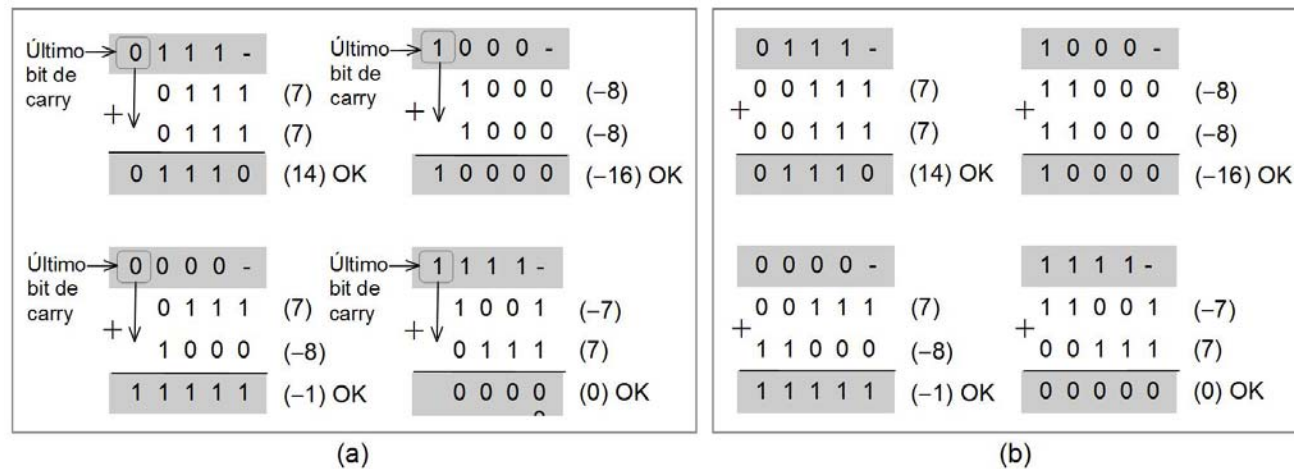 Último bit de carry
0 1 1 1 -
0 1 1 1 (7)
+
0 1 1 1 (7)
0 1 1 1 0 (14) OK
1 0 0 0 -
1 0 0 0 (−8)
+
1 0 0 0 (−8)
1 0 0 0 0 (−16) OK
Último bit de carry
0 0 0 0 -
0 1 1 1 (7)
+
1 0 0 0 (−8)
1 1 1 1 1 (−1) OK
Último bit de carry
1 1 1 1 -
1 0 0 1 (−7)
+
0 1 1 1 (7)
0 0 0 0 (0) OK
(a)
0 1 1 1 -
0 0 1 1 1 (7)
+
0 0 1 1 1 (7)
0 1 1 1 0 (14) OK
1 0 0 0 -
1 1 0 0 0 (−8)
+
1 1 0 0 0 (−8)
1 0 0 0 0 (−16) OK
0 0 0 0 -
0 0 1 1 1 (7)
+
1 1 0 0 0 (−8)
1 1 1 1 1 (−1) OK
1 1 1 1 -
1 1 0 0 1 (−7)
+
0 0 1 1 1 (7)
0 0 0 0 0 (0) OK
(b)